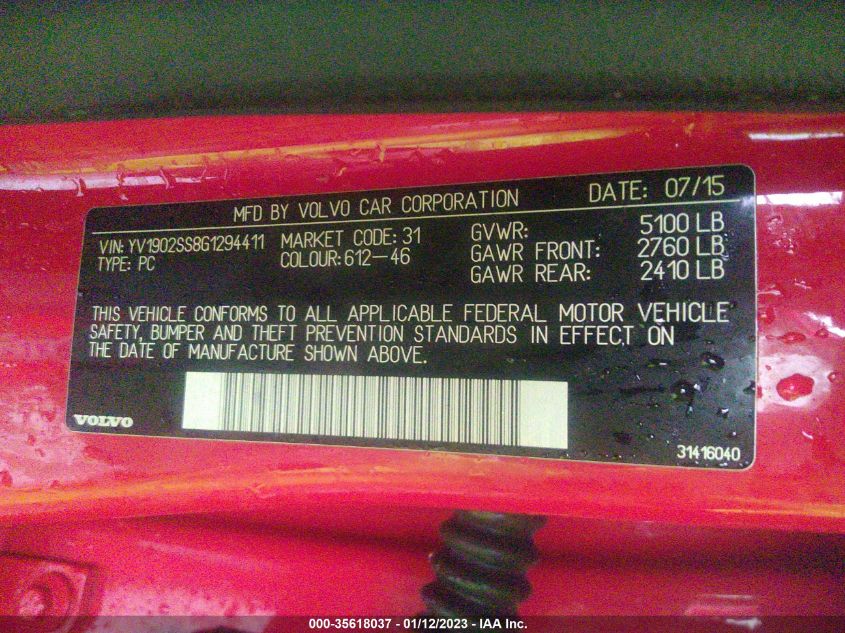 MFD BY VOLVO CAR CORPORATION DATE: 07/15
VIN: YV1902SS8G1294411 MARKET CODE: 31 GVWR: 5100 LB
TYPE: PC COLOUR:612-46 GAWR FRONT: 2760 LB
GAWR REAR: 2410 LB
THIS VEHICLE CONFORMS TO ALL APPLICABLE FEDERAL MOTOR VEHICLE
SAFETY, BUMPER AND THEFT PREVENTION STANDARDS IN EFFECT ON
THE DATE OF MANUFACTURE SHOWN ABOVE.
VOLVO
31416040
000-35618037 - 01/12/2023 - IAA Inc.